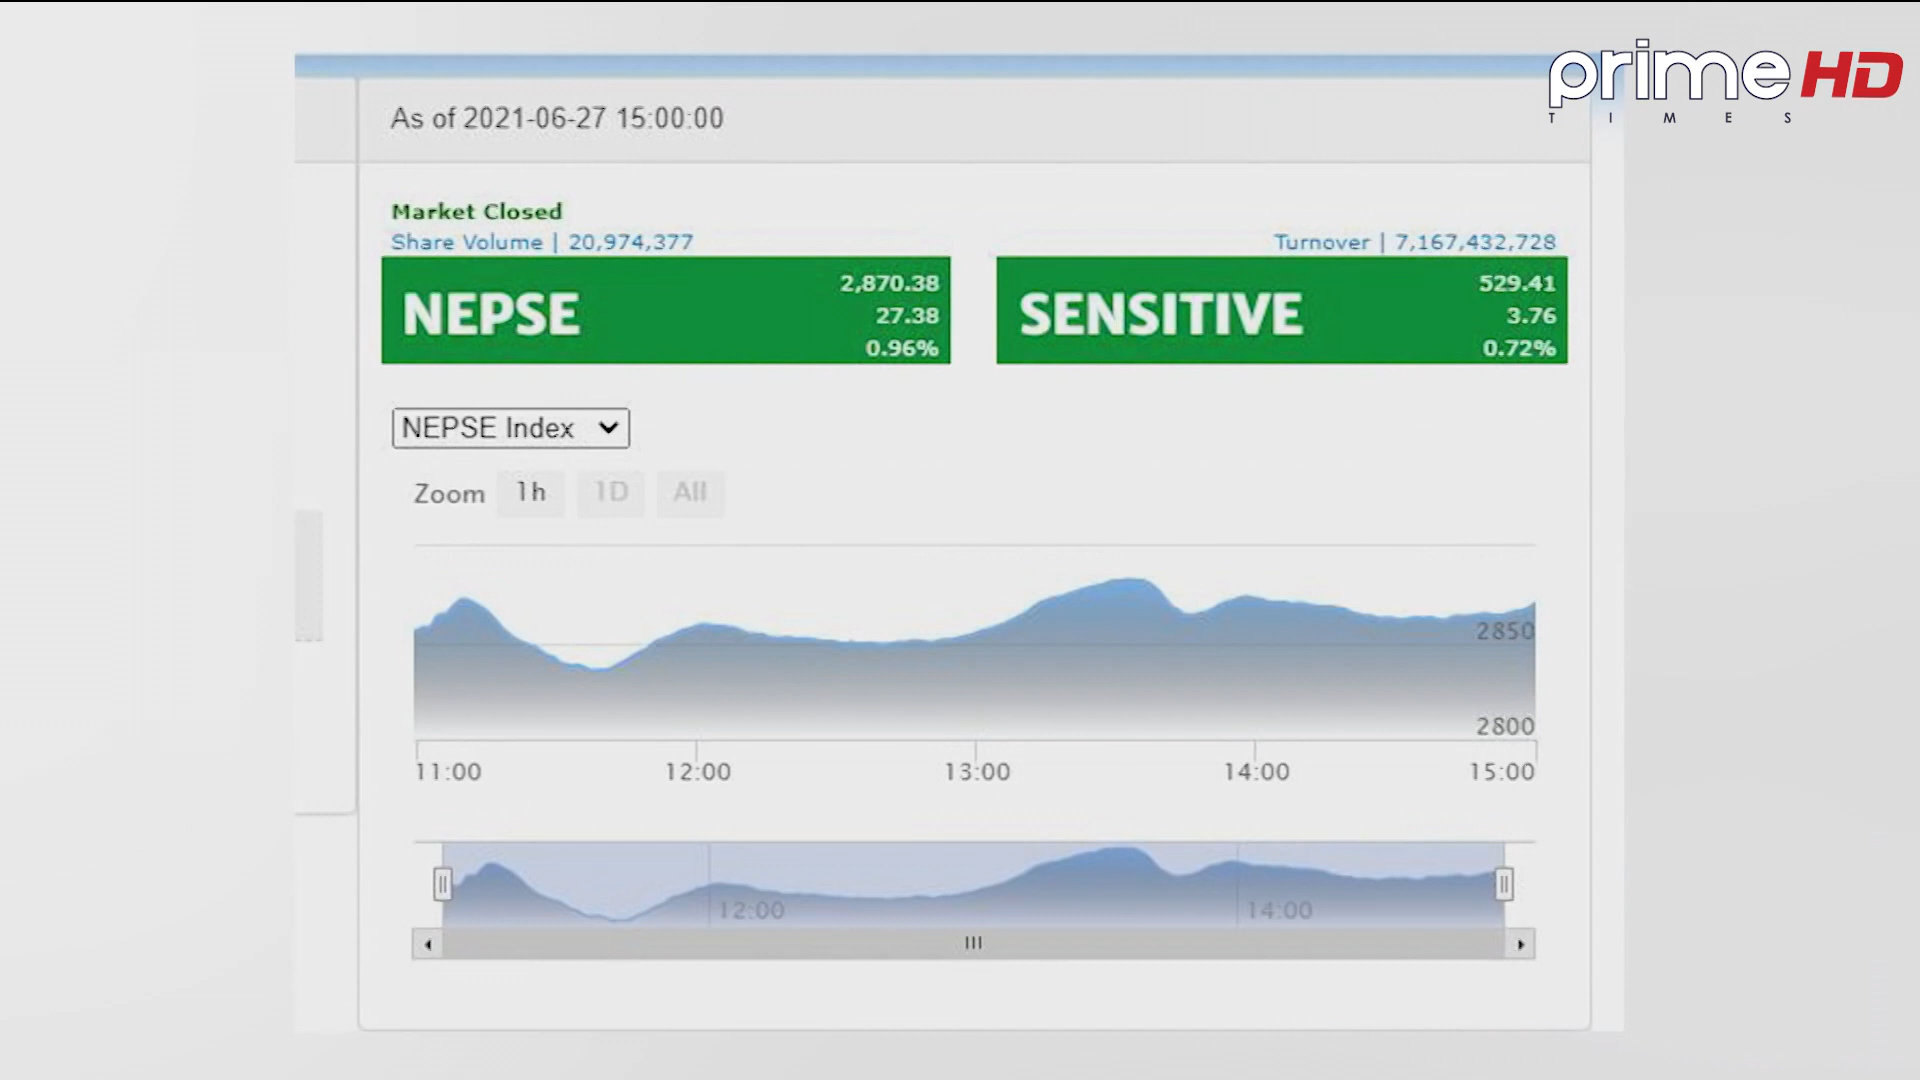 prime HD
TIMES
As of 2021-06-27 15:00:00
Market Closed
Share Volume | 20,974,377
Turnover | 7,167,432,728
NEPSE
2,870.38
27.38
0.96%
SENSITIVE
529.41
3.76
0.72%
NEPSE Index
Zoom 1h 1D All
2850
2800
11:00 12:00 13:00 14:00 15:00
12:00 14:00